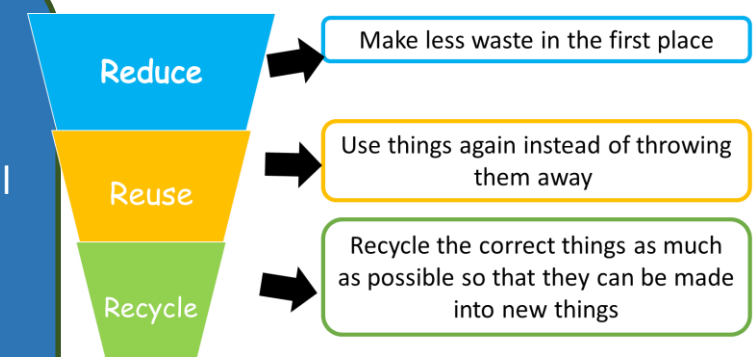 Reduce
Make less waste in the first place
Reuse
Use things again instead of throwing
them away
Recycle
Recycle the correct things as much
as possible so that they can be made
into new things